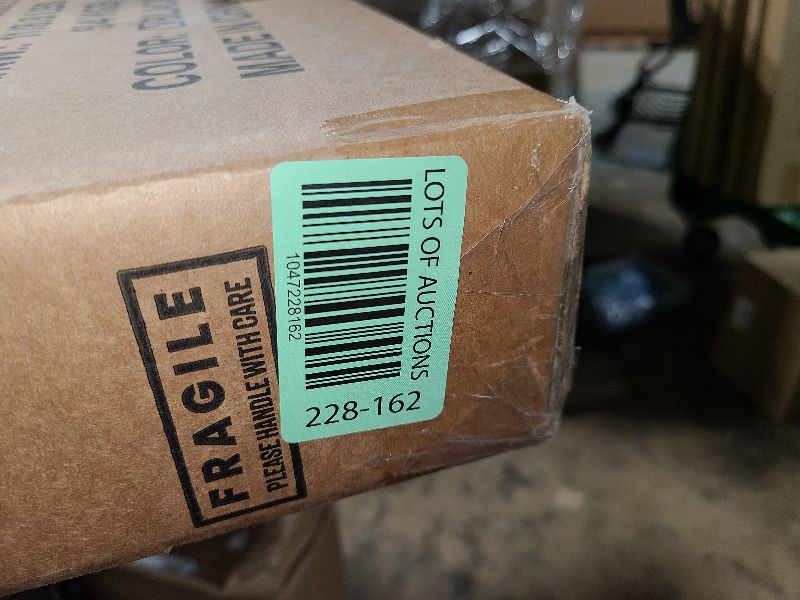 COLOR:
MADE IN
LOTS OF AUCTIONS
1047228162
228-162
FRAGILE
PLEASE HANDLE WITH CARE